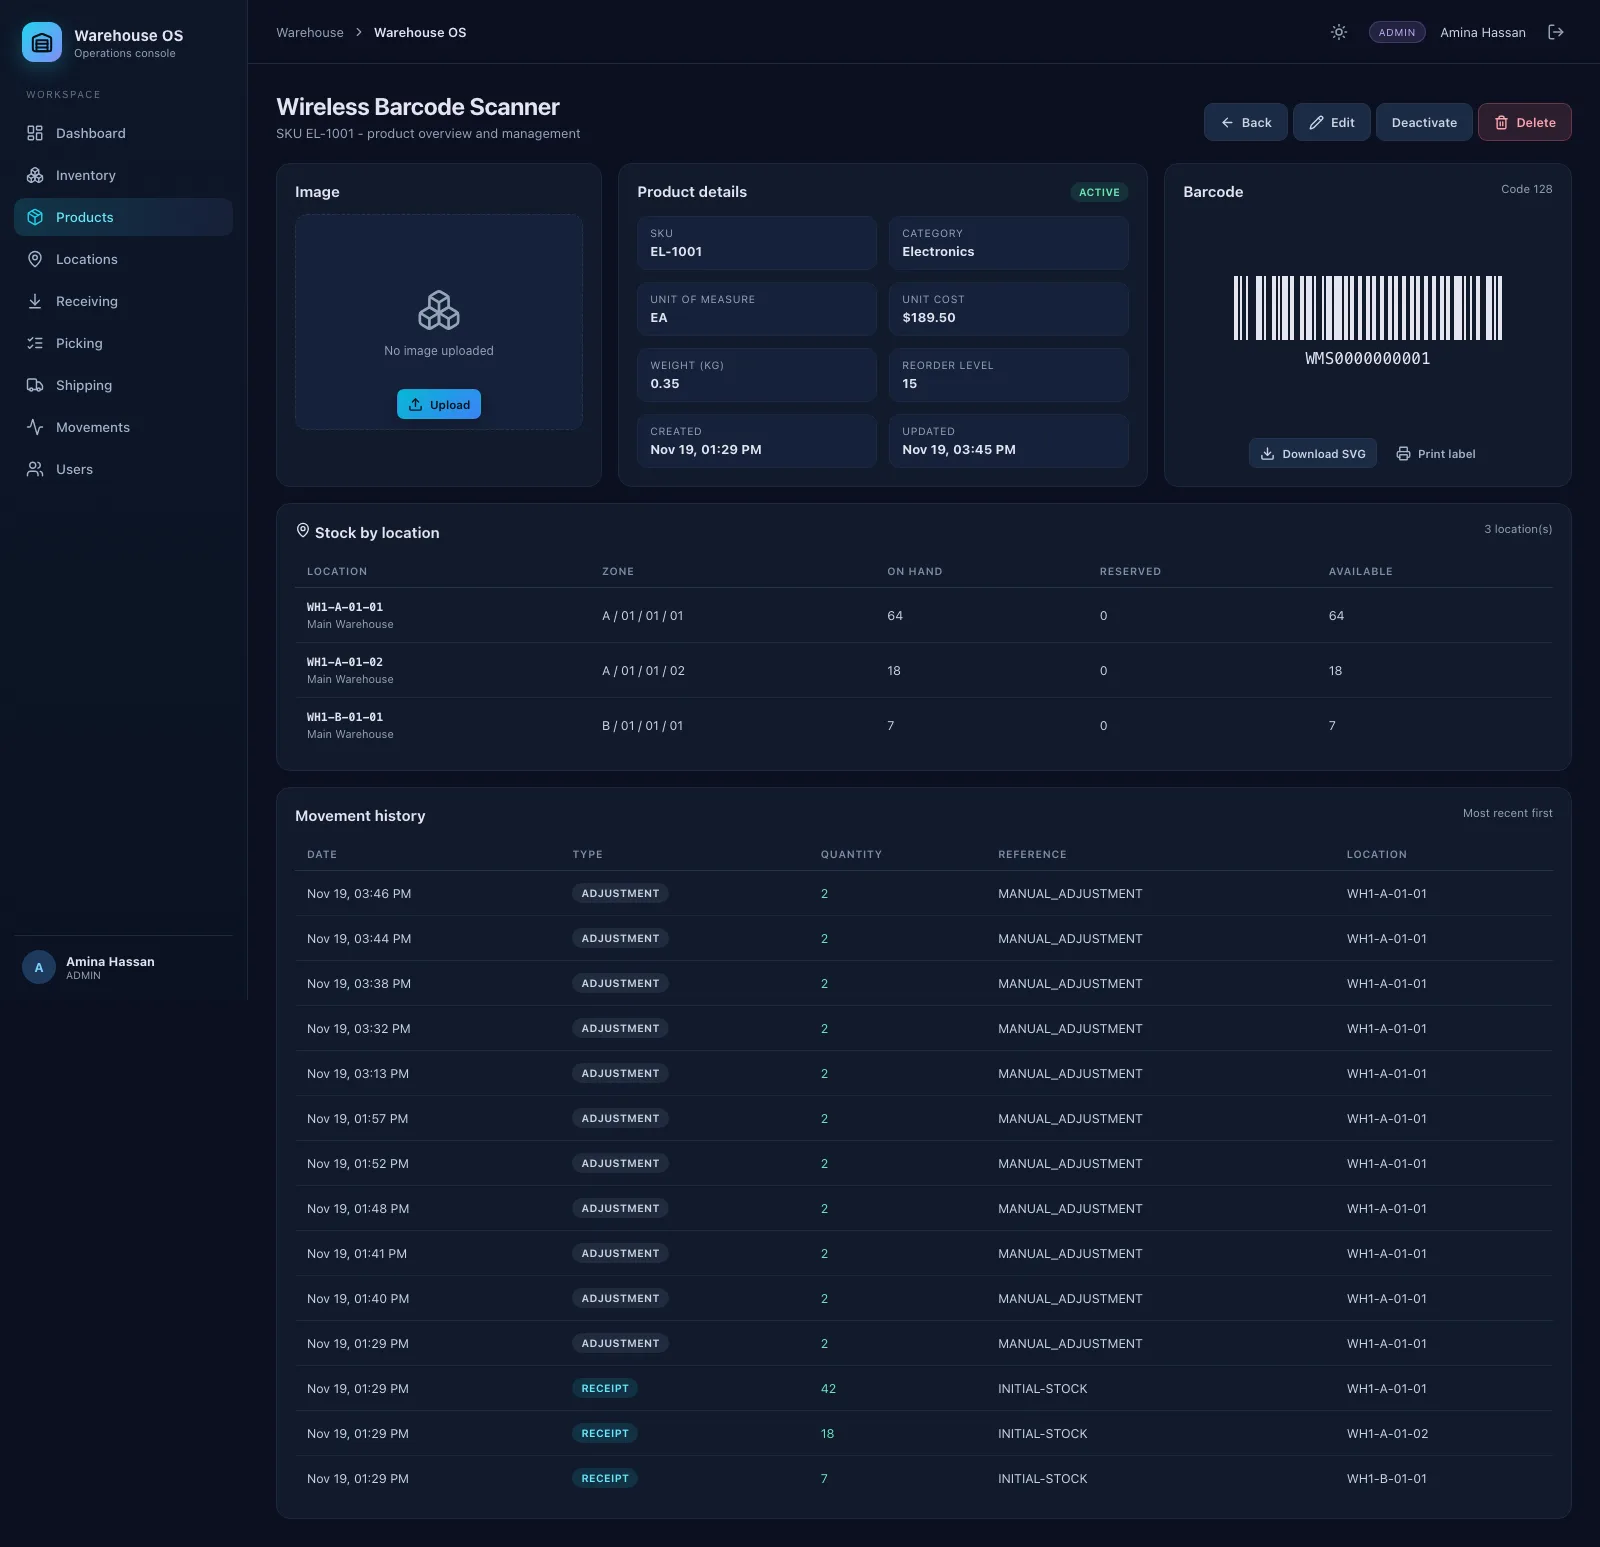 Warehouse OS
Operations console
WORKSPACE
Dashboard
Inventory
Products
Locations
Receiving
Picking
Shipping
Movements
Users
A
Amina Hassan
ADMIN
Warehouse > Warehouse OS
ADMIN Amina Hassan
Wireless Barcode Scanner
SKU EL-1001 - product overview and management
Back Edit Deactivate Delete
Image
No image uploaded
Upload
Product details ACTIVE
SKU
EL-1001
CATEGORY
Electronics
UNIT OF MEASURE
EA
UNIT COST
$189.50
WEIGHT (KG)
0.35
REORDER LEVEL
15
CREATED
Nov 19, 01:29 PM
UPDATED
Nov 19, 03:45 PM
Barcode Code 128
WMS0000000001
Download SVG Print label
Stock by location 3 location(s)
LOCATION ZONE ON HAND RESERVED AVAILABLE
WH1-A-01-01
Main Warehouse
A / 01 / 01 / 01 64 0 64
WH1-A-01-02
Main Warehouse
A / 01 / 01 / 02 18 0 18
WH1-B-01-01
Main Warehouse
B / 01 / 01 / 01 7 0 7
Movement history Most recent first
DATE TYPE QUANTITY REFERENCE LOCATION
Nov 19, 03:46 PM ADJUSTMENT 2 MANUAL_ADJUSTMENT WH1-A-01-01
Nov 19, 03:44 PM ADJUSTMENT 2 MANUAL_ADJUSTMENT WH1-A-01-01
Nov 19, 03:38 PM ADJUSTMENT 2 MANUAL_ADJUSTMENT WH1-A-01-01
Nov 19, 03:32 PM ADJUSTMENT 2 MANUAL_ADJUSTMENT WH1-A-01-01
Nov 19, 03:13 PM ADJUSTMENT 2 MANUAL_ADJUSTMENT WH1-A-01-01
Nov 19, 01:57 PM ADJUSTMENT 2 MANUAL_ADJUSTMENT WH1-A-01-01
Nov 19, 01:52 PM ADJUSTMENT 2 MANUAL_ADJUSTMENT WH1-A-01-01
Nov 19, 01:48 PM ADJUSTMENT 2 MANUAL_ADJUSTMENT WH1-A-01-01
Nov 19, 01:41 PM ADJUSTMENT 2 MANUAL_ADJUSTMENT WH1-A-01-01
Nov 19, 01:40 PM ADJUSTMENT 2 MANUAL_ADJUSTMENT WH1-A-01-01
Nov 19, 01:29 PM ADJUSTMENT 2 MANUAL_ADJUSTMENT WH1-A-01-01
Nov 19, 01:29 PM RECEIPT 42 INITIAL-STOCK WH1-A-01-01
Nov 19, 01:29 PM RECEIPT 18 INITIAL-STOCK WH1-A-01-02
Nov 19, 01:29 PM RECEIPT 7 INITIAL-STOCK WH1-B-01-01